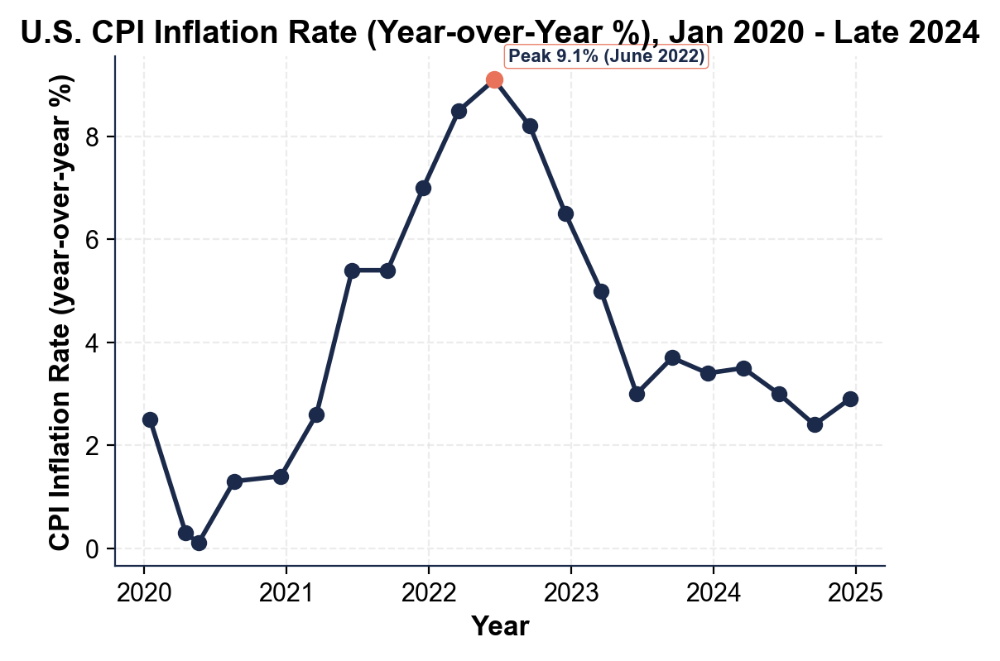 U.S. CPI Inflation Rate (Year-over-Year %), Jan 2020 - Late 2024
Peak 9.1% (June 2022)
CPI Inflation Rate (year-over-year %)
8
6
4
2
0
2020 2021 2022 2023 2024 2025
Year